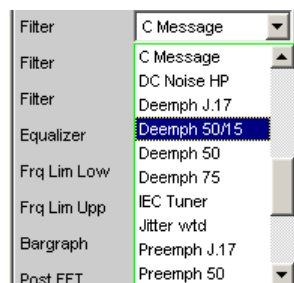 Filter C Message
Filter C Message
DC Noise HP
Filter Deemph J.17
Equalizer Deemph 50/15
Deemph 50
Frq Lim Low Deemph 75
Frq Lim Upp IEC Tuner
Jitter wtd
Bargraph Preemph J.17
Post FFT Preemph 50